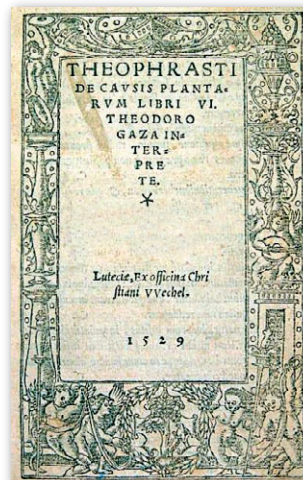 THEOPHRASTI
DE CAVSIS PLANTA=
RVM LIBRI VI.
THEODORO
GAZA IN=
TER=
PRE
TE.
Luteciæ, Ex officina Chri
stiani VVechel.
1529